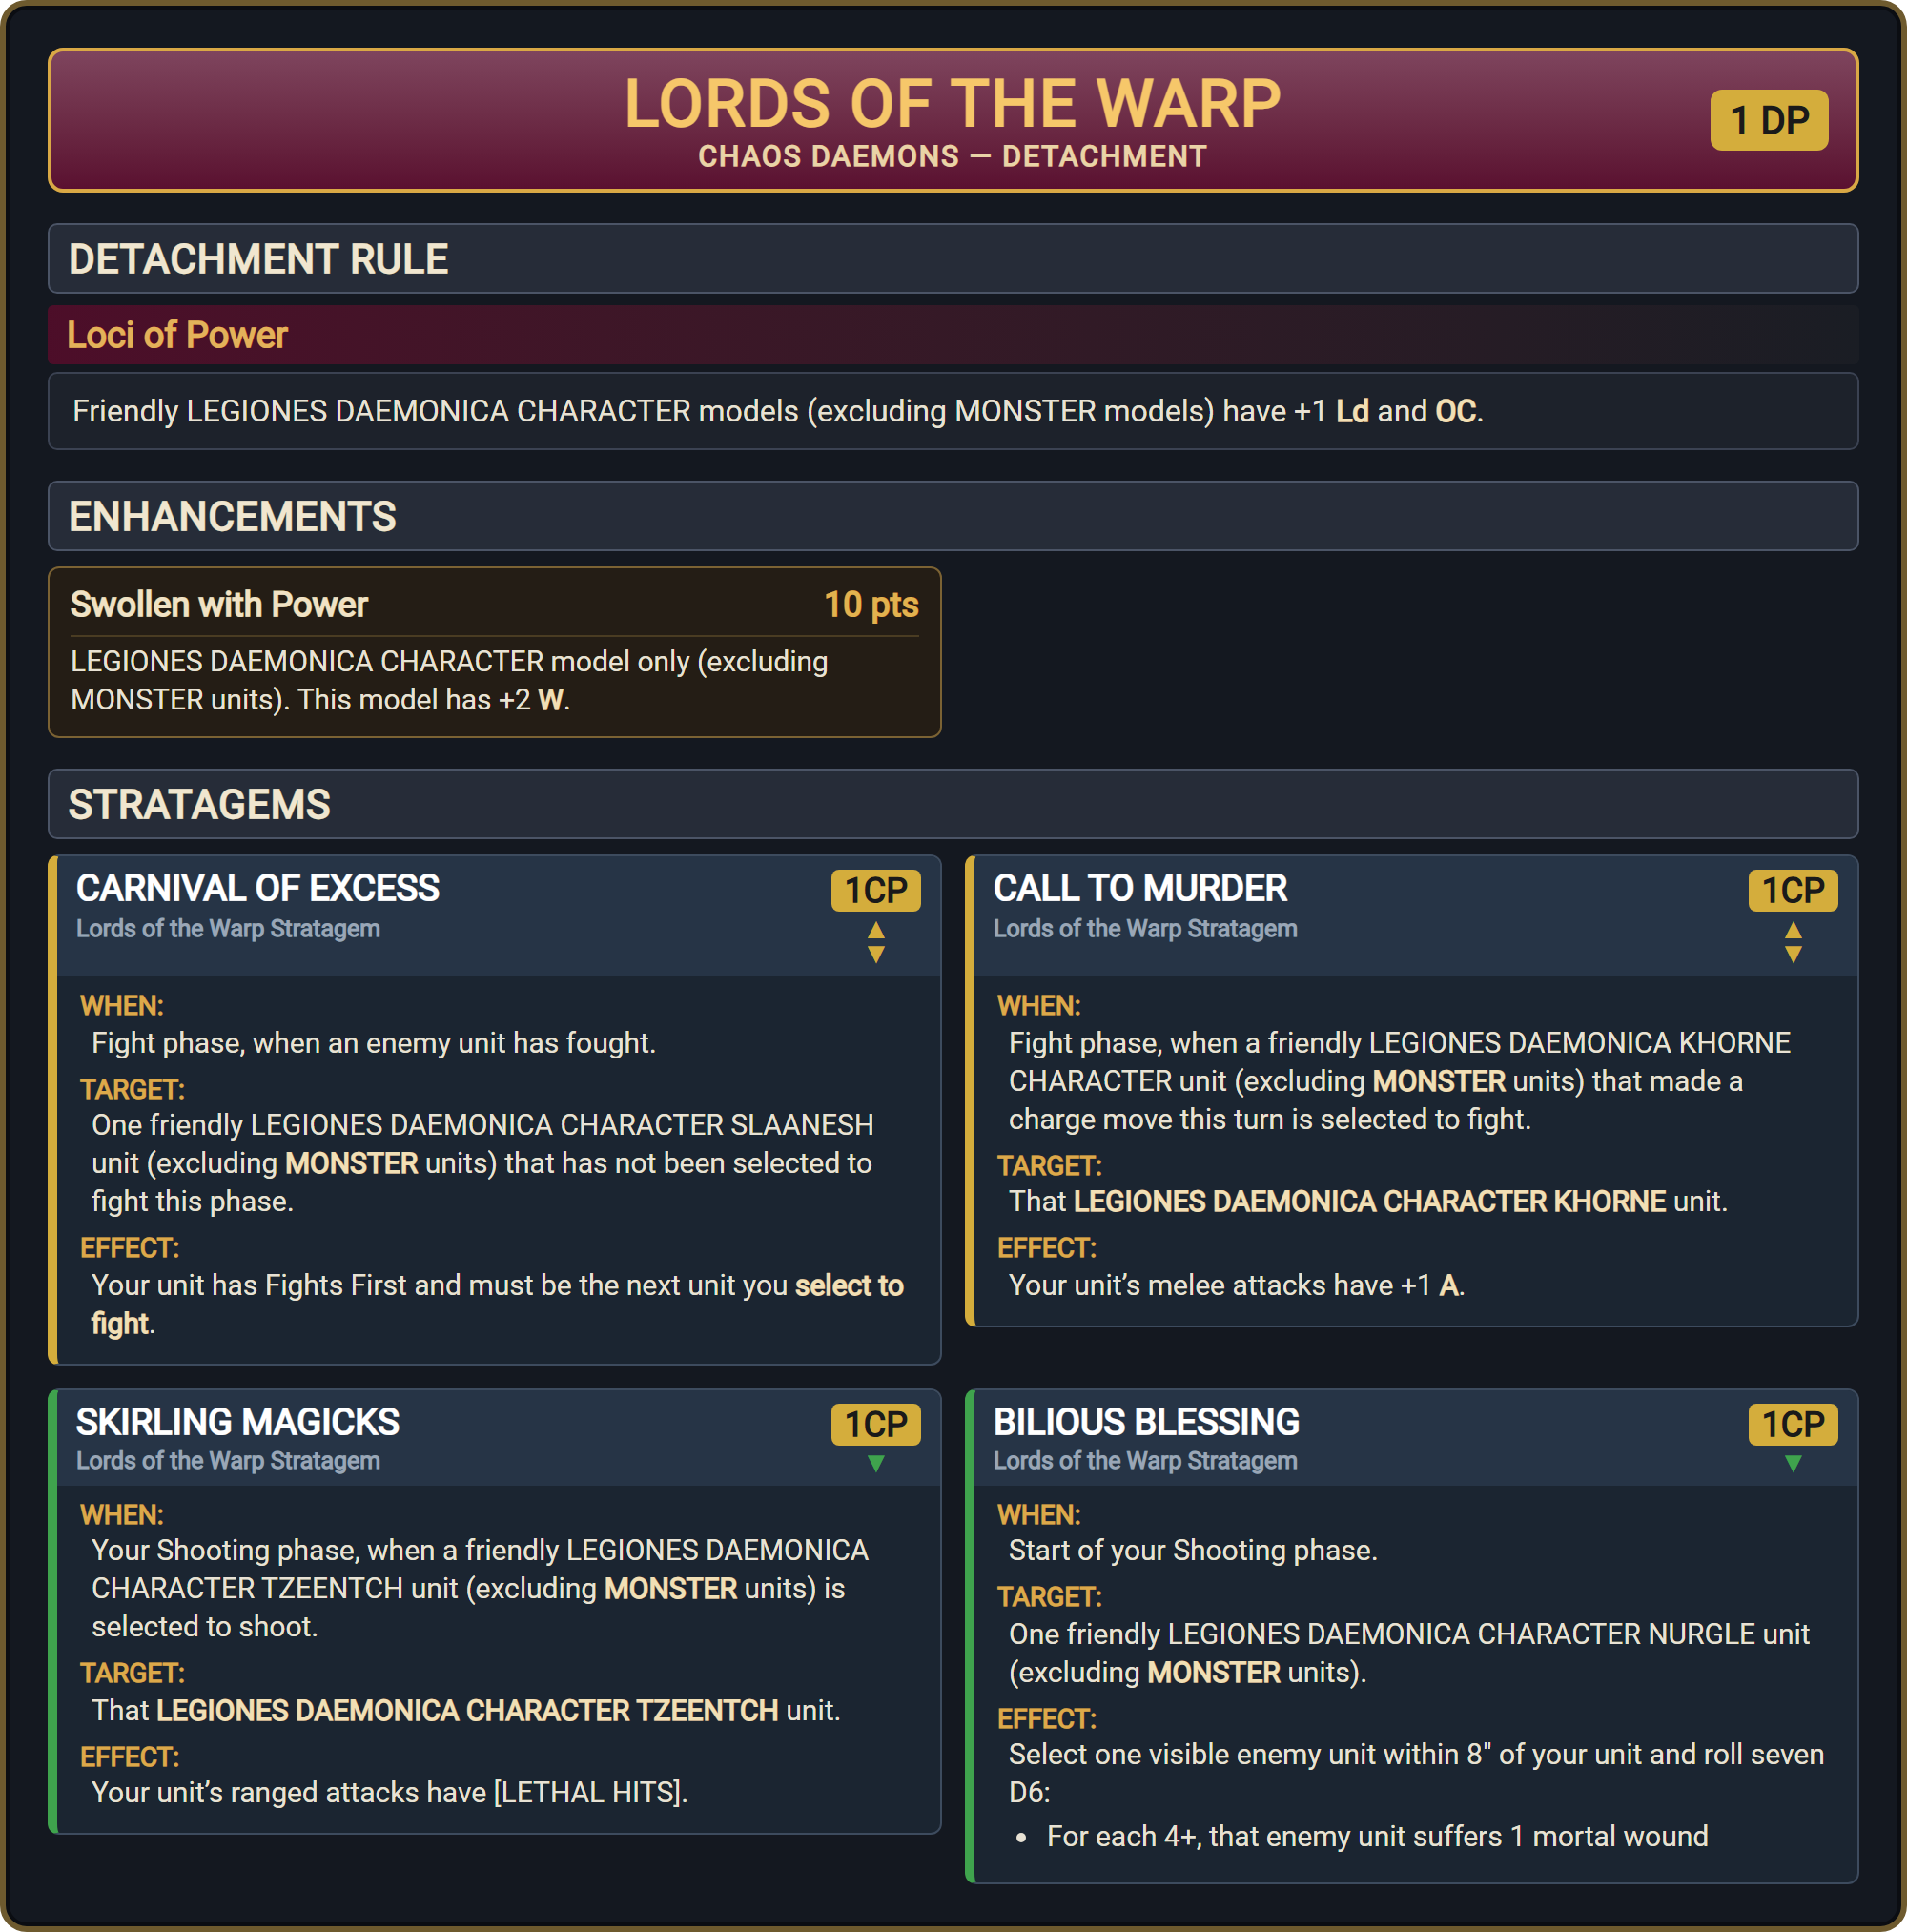 LORDS OF THE WARP
CHAOS DAEMONS — DETACHMENT
1 DP
DETACHMENT RULE
Loci of Power
Friendly LEGIONES DAEMONICA CHARACTER models (excluding MONSTER models) have +1 Ld and OC.
ENHANCEMENTS
Swollen with Power
10 pts
LEGIONES DAEMONICA CHARACTER model only (excluding
MONSTER units). This model has +2 W.
STRATAGEMS
CARNIVAL OF EXCESS
1CP
Lords of the Warp Stratagem
▲
▼
WHEN:
Fight phase, when an enemy unit has fought.
TARGET:
One friendly LEGIONES DAEMONICA CHARACTER SLAANESH
unit (excluding MONSTER units) that has not been selected to
fight this phase.
EFFECT:
Your unit has Fights First and must be the next unit you select to
fight.
CALL TO MURDER
1CP
Lords of the Warp Stratagem
▲
▼
WHEN:
Fight phase, when a friendly LEGIONES DAEMONICA KHORNE
CHARACTER unit (excluding MONSTER units) that made a
charge move this turn is selected to fight.
TARGET:
That LEGIONES DAEMONICA CHARACTER KHORNE unit.
EFFECT:
Your unit’s melee attacks have +1 A.
SKIRLING MAGICKS
1CP
Lords of the Warp Stratagem
▼
WHEN:
Your Shooting phase, when a friendly LEGIONES DAEMONICA
CHARACTER TZEENTCH unit (excluding MONSTER units) is
selected to shoot.
TARGET:
That LEGIONES DAEMONICA CHARACTER TZEENTCH unit.
EFFECT:
Your unit’s ranged attacks have [LETHAL HITS].
BILIOUS BLESSING
1CP
Lords of the Warp Stratagem
▼
WHEN:
Start of your Shooting phase.
TARGET:
One friendly LEGIONES DAEMONICA CHARACTER NURGLE unit
(excluding MONSTER units).
EFFECT:
Select one visible enemy unit within 8" of your unit and roll seven
D6:
• For each 4+, that enemy unit suffers 1 mortal wound